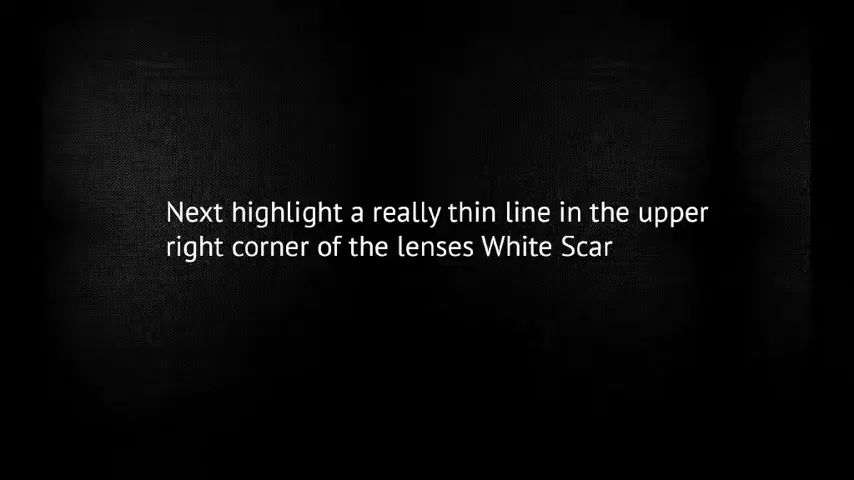 Next highlight a really thin line in the upper
right corner of the lenses White Scar